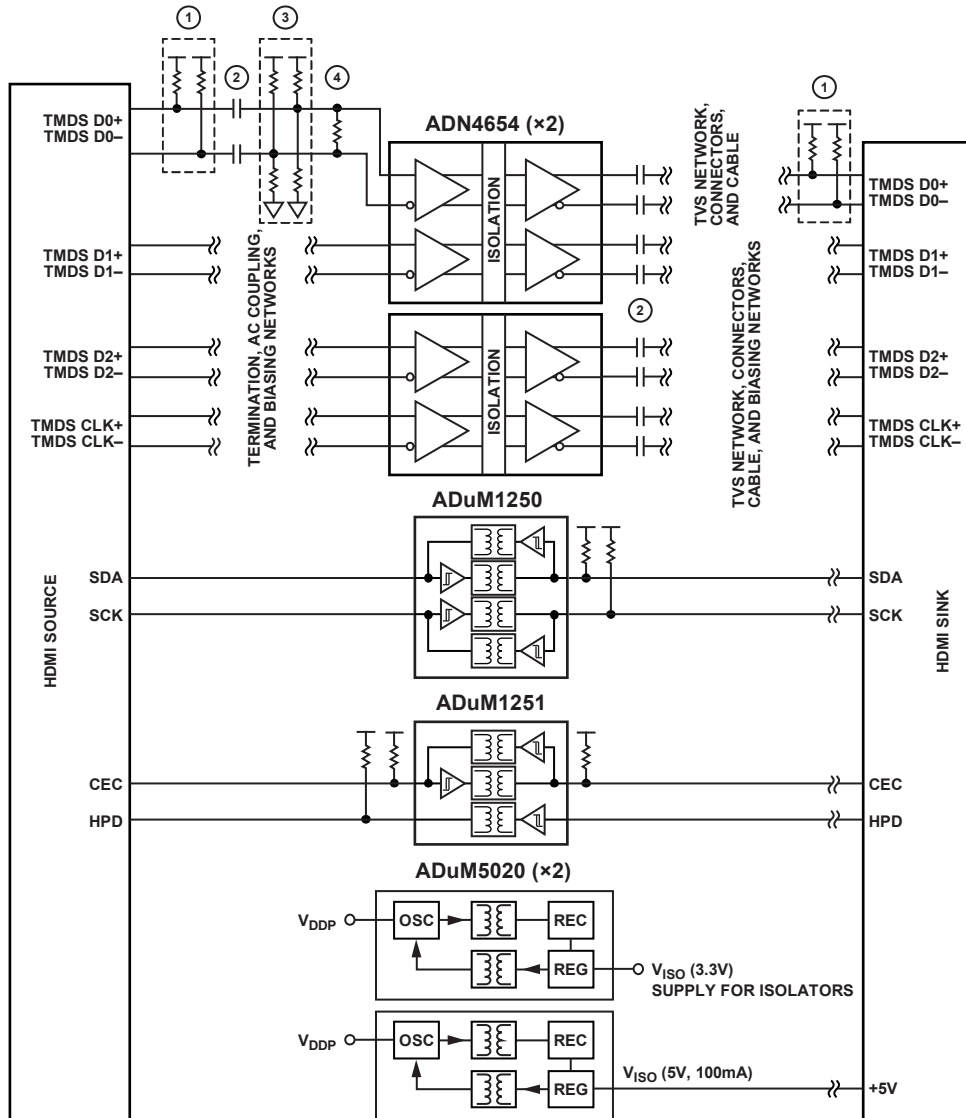 1
3
2
4
1
TMDS D0+
TMDS D0–
ADN4654 (×2)
ISOLATION
TVS NETWORK,
CONNECTORS,
AND CABLE
TMDS D0+
TMDS D0–
TMDS D1+
TMDS D1–
TERMINATION, AC COUPLING,
AND BIASING NETWORKS
TMDS D1+
TMDS D1–
2
TMDS D2+
TMDS D2–
ISOLATION
TVS NETWORK, CONNECTORS,
CABLE, AND BIASING NETWORKS
TMDS D2+
TMDS D2–
TMDS CLK+
TMDS CLK–
TMDS CLK+
TMDS CLK–
ADuM1250
HDMI SOURCE
SDA
SCK
SDA
SCK
HDMI SINK
ADuM1251
CEC
HPD
CEC
HPD
ADuM5020 (×2)
VDDP
OSC
REC
REG
VISO (3.3V)
SUPPLY FOR ISOLATORS
VDDP
OSC
REC
REG
VISO (5V, 100mA)
+5V